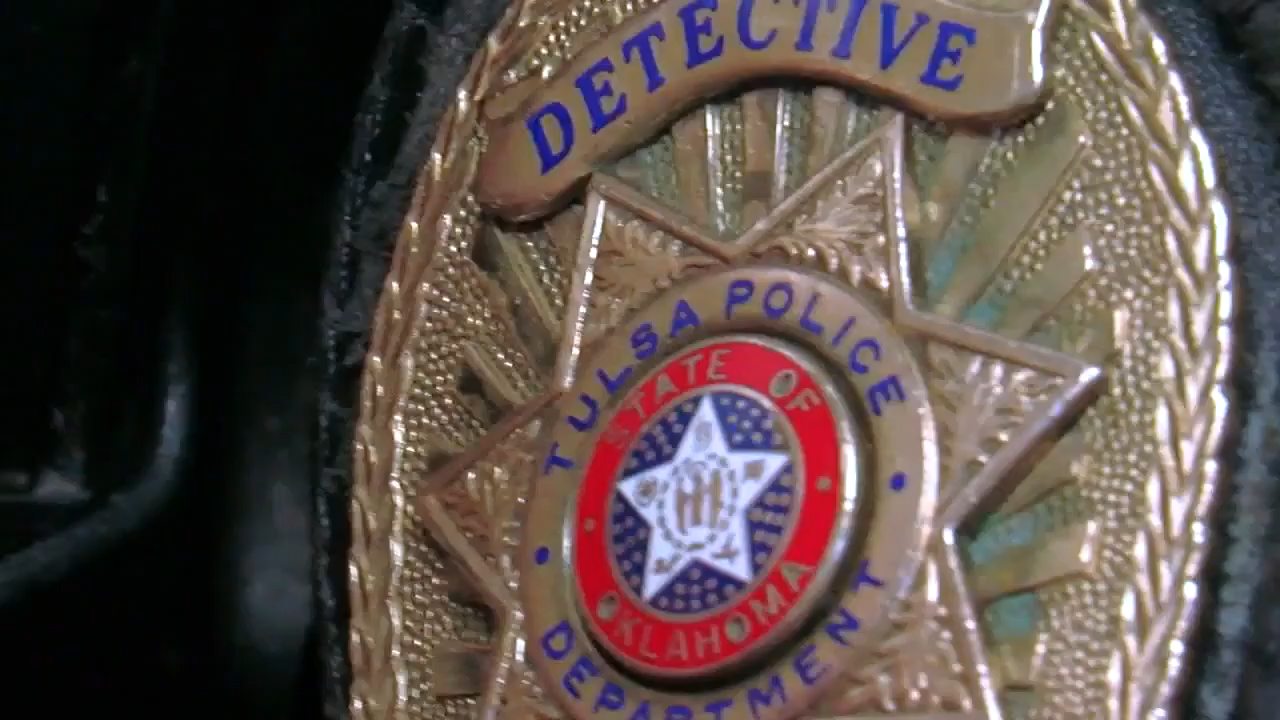 DETECTIVE
TULSA POLICE
STATE OF
OKLAHOMA
DEPARTMENT